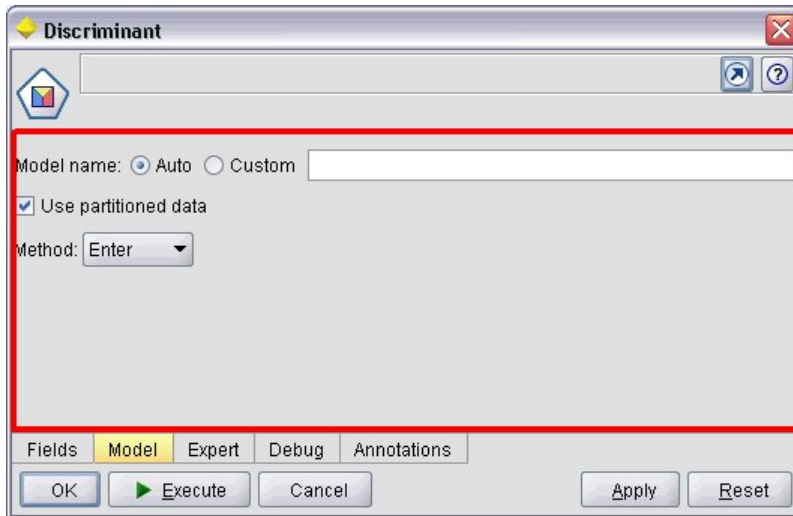 Discriminant
Model name: Auto Custom
Use partitioned data
Method: Enter
Fields Model Expert Debug Annotations
OK Execute Cancel Apply Reset